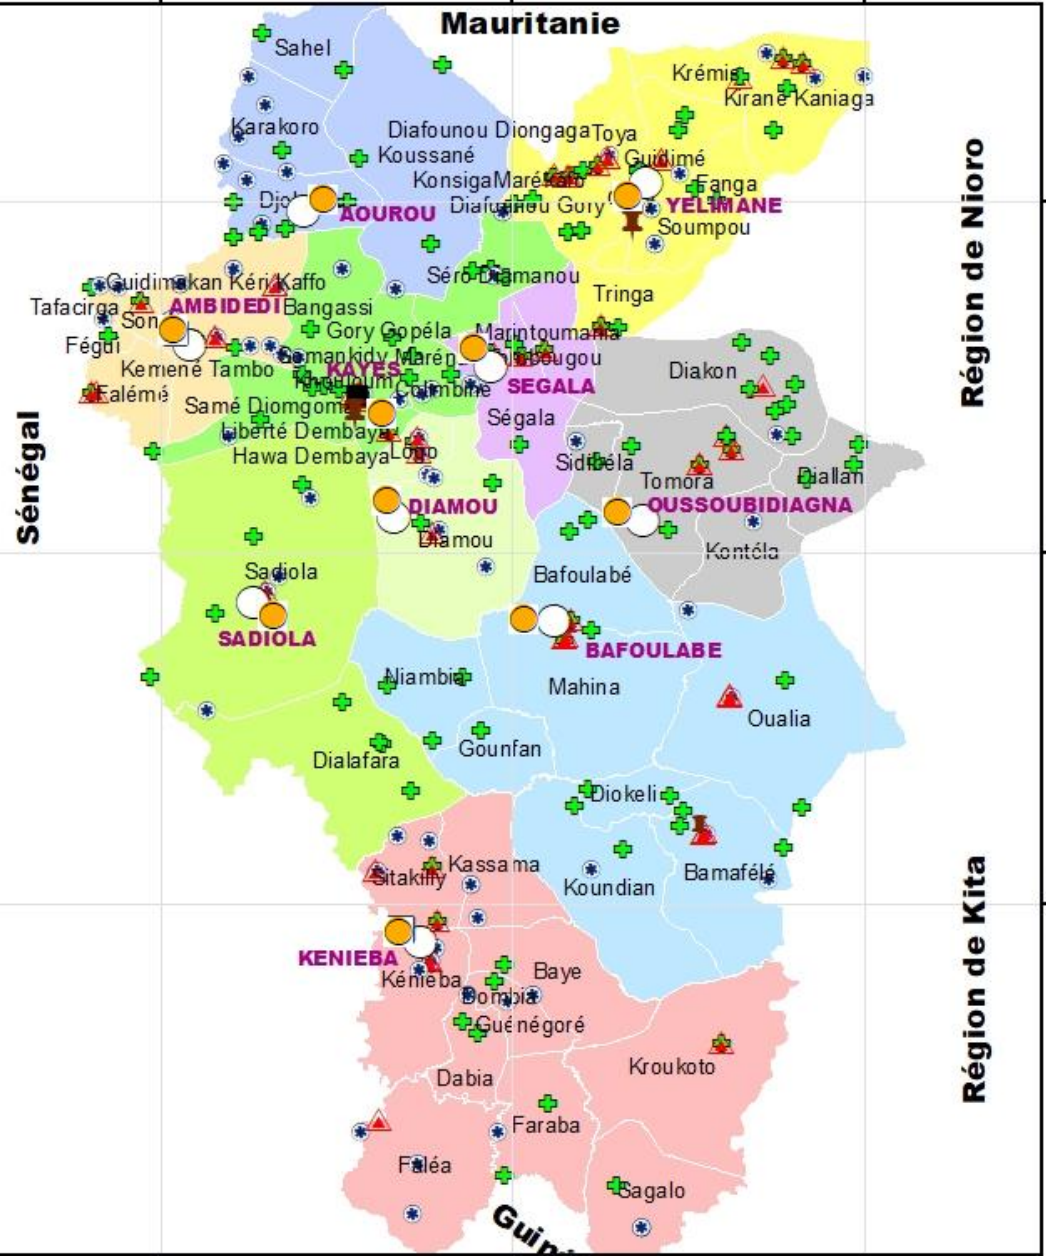 Mauritanie
Sahel
Krémis
Kirané Kaniaga
Karakoro
Diafounou Diongaga
Toya
Koussané
Guidimé
Konsiga
Fanga
AOUROU
Diafounou Gory
YELIMANE
Soumpou
Région de Nioro
Guidimakan Kéri Kaffo
Séro Diamanou
Tafacirga
AMBIDEDI
Bangassi
Tringa
Gory Gopéla
Marintoumania
Fégui
Kemené Tambo
KAYES
Diakon
SEGALA
Falémé
Colimbiné
Samé Diomgoma
Ségala
Liberté Dembaya
Hawa Dembaya
Logo
Sénégal
Sidibéla
Tomora
Diallan
DIAMOU
OUSSOUBIDIAGNA
Diamou
Kontéla
Sadiola
Bafoulabé
SADIOLA
BAFOULABE
Niambia
Mahina
Oualia
Gounfan
Dialafara
Diokeli
Kassama
Sitakilly
Koundian
Bamafélé
Région de Kita
KENIEBA
Kénieba
Baye
Dombia
Guénégoré
Kroukoto
Dabia
Faraba
Faléa
Sagalo